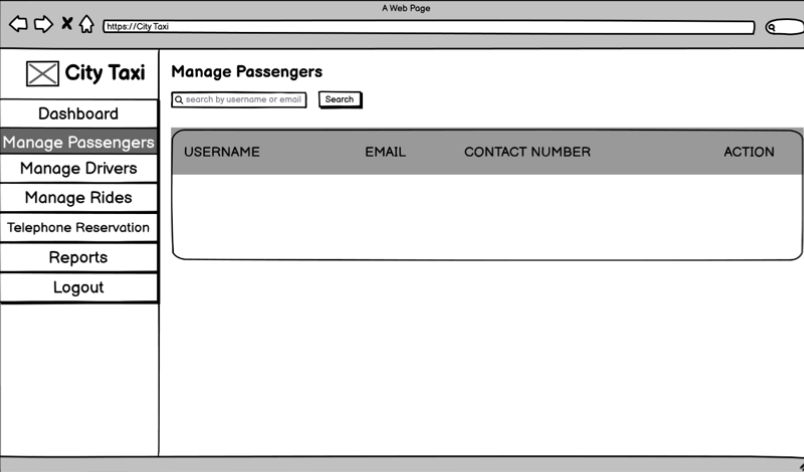 A Web Page
https://City Taxi
City Taxi
Dashboard
Manage Passengers
Manage Drivers
Manage Rides
Telephone Reservation
Reports
Logout
Manage Passengers
search by username or email
Search
USERNAME EMAIL CONTACT NUMBER ACTION